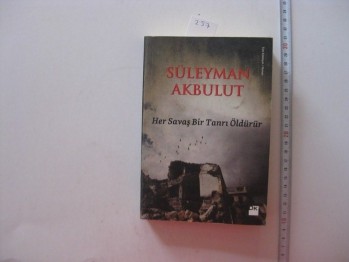 SÜLEYMAN
AKBULUT
Her Savaş Bir Tanrı Öldürür